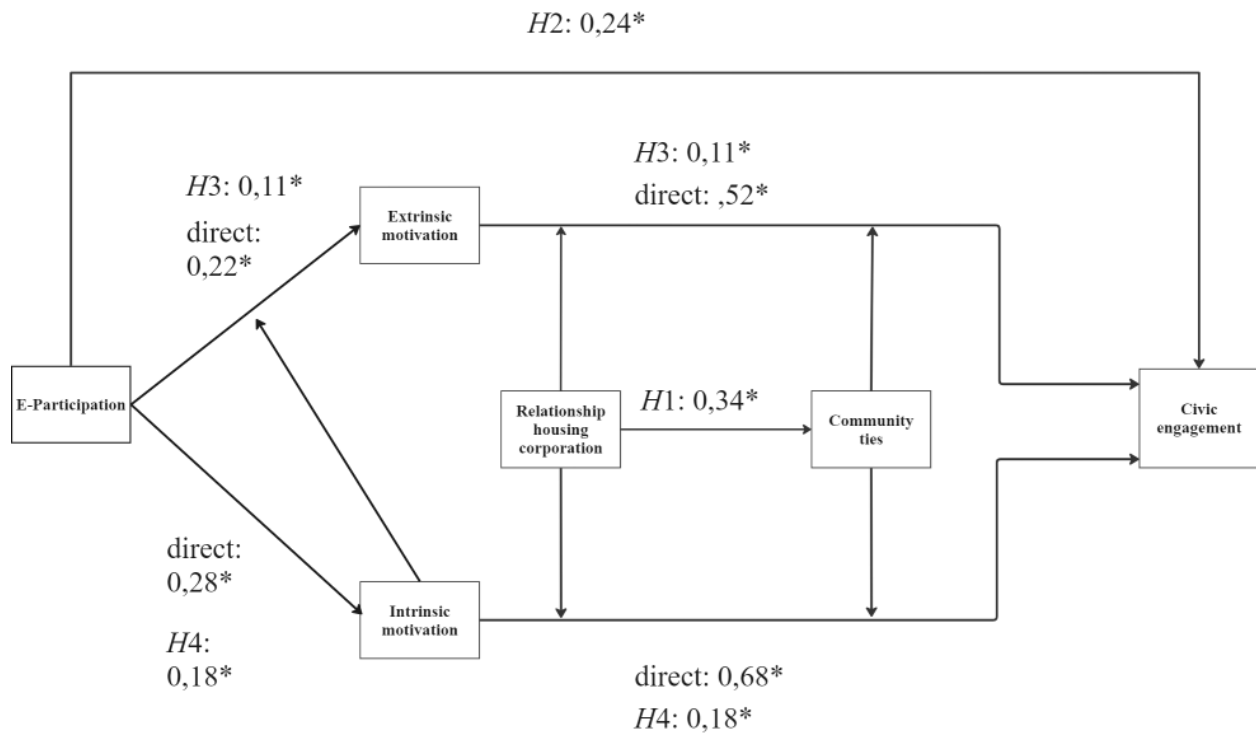 H2: 0,24*
H3: 0,11*
direct: ,52*
H3: 0,11*
direct:
0,22*
Extrinsic
motivation
E-Participation
Relationship
housing
corporation
H1: 0,34*
Community
ties
Civic
engagement
direct:
0,28*
H4:
0,18*
Intrinsic
motivation
direct: 0,68*
H4: 0,18*